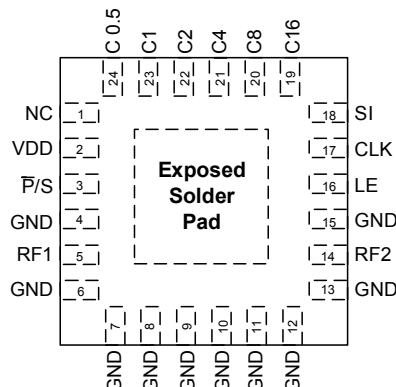 C 0.5 C1 C2 C4 C8 C16
24 23 22 21 20 19
NC 1 18 SI
VDD 2 17 CLK
P̅/S 3 16 LE
GND 4 15 GND
RF1 5 14 RF2
GND 6 13 GND
Exposed
Solder
Pad
7 8 9 10 11 12
GND GND GND GND GND GND